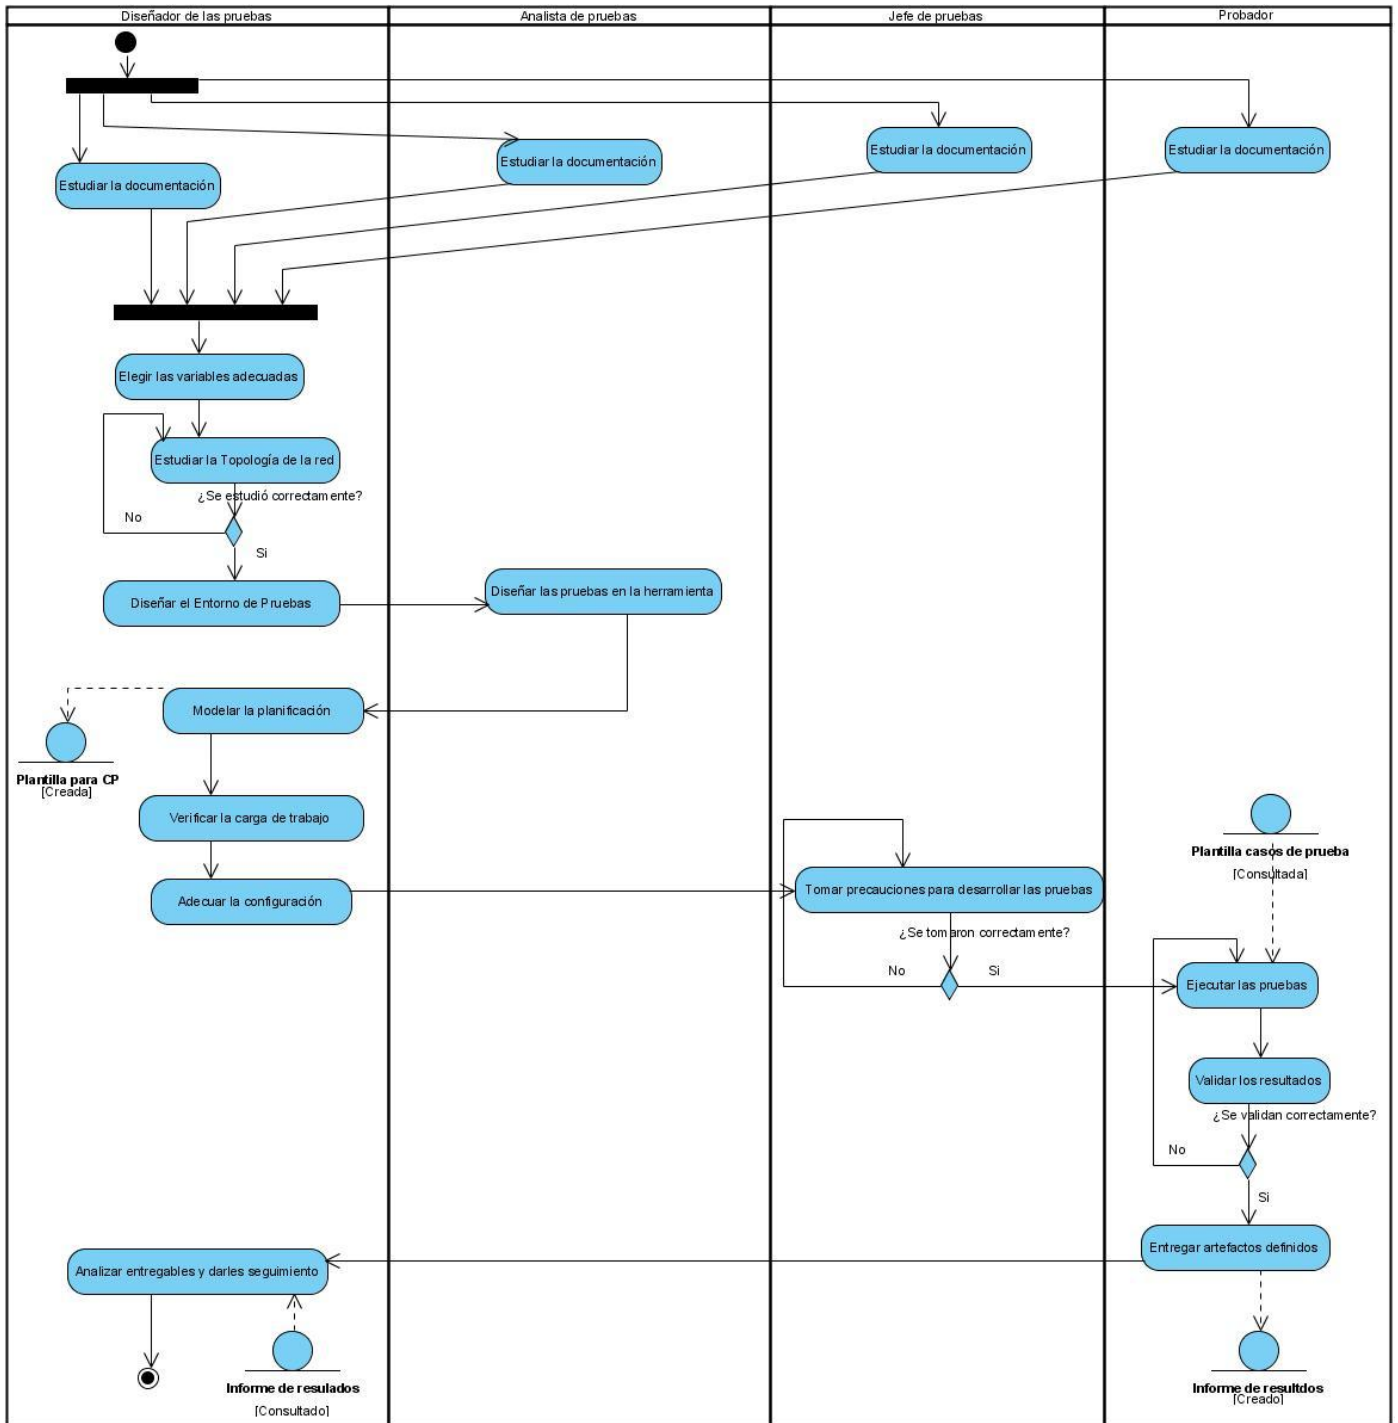 Diseñador de las pruebas
Analista de pruebas
Jefe de pruebas
Probador
Estudiar la documentación
Estudiar la documentación
Estudiar la documentación
Estudiar la documentación
Elegir las variables adecuadas
Estudiar la Topología de la red
¿Se estudió correctamente?
No
Si
Diseñar el Entorno de Pruebas
Diseñar las pruebas en la herramienta
Modelar la planificación
Plantilla para CP
[Creada]
Verificar la carga de trabajo
Adecuar la configuración
Tomar precauciones para desarrollar las pruebas
¿Se tomaron correctamente?
No
Si
Plantilla casos de prueba
[Consultada]
Ejecutar las pruebas
Validar los resultados
¿Se validan correctamente?
No
Si
Entregar artefactos definidos
Analizar entregables y darles seguimiento
Informe de resulados
[Consultado]
Informe de resultdos
[Creado]